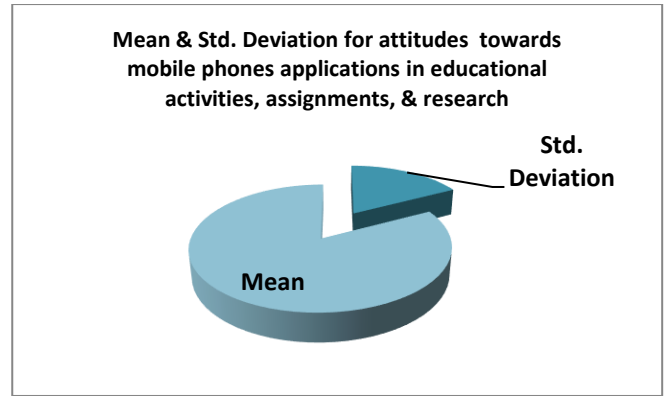 Mean & Std. Deviation for attitudes towards
mobile phones applications in educational
activities, assignments, & research
Std.
Deviation
Mean